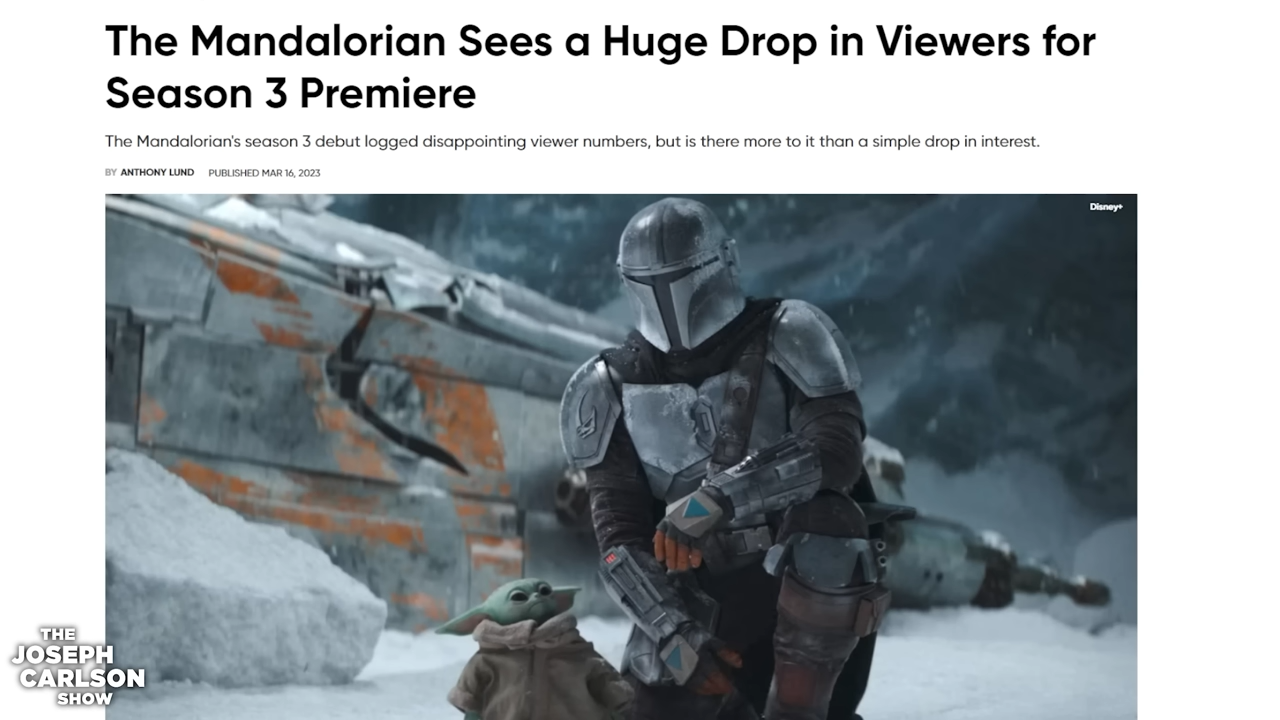 The Mandalorian Sees a Huge Drop in Viewers for
Season 3 Premiere
The Mandalorian's season 3 debut logged disappointing viewer numbers, but is there more to it than a simple drop in interest.
BY ANTHONY LUND PUBLISHED MAR 16, 2023
Disney+
THE
JOSEPH
CARLSON
SHOW